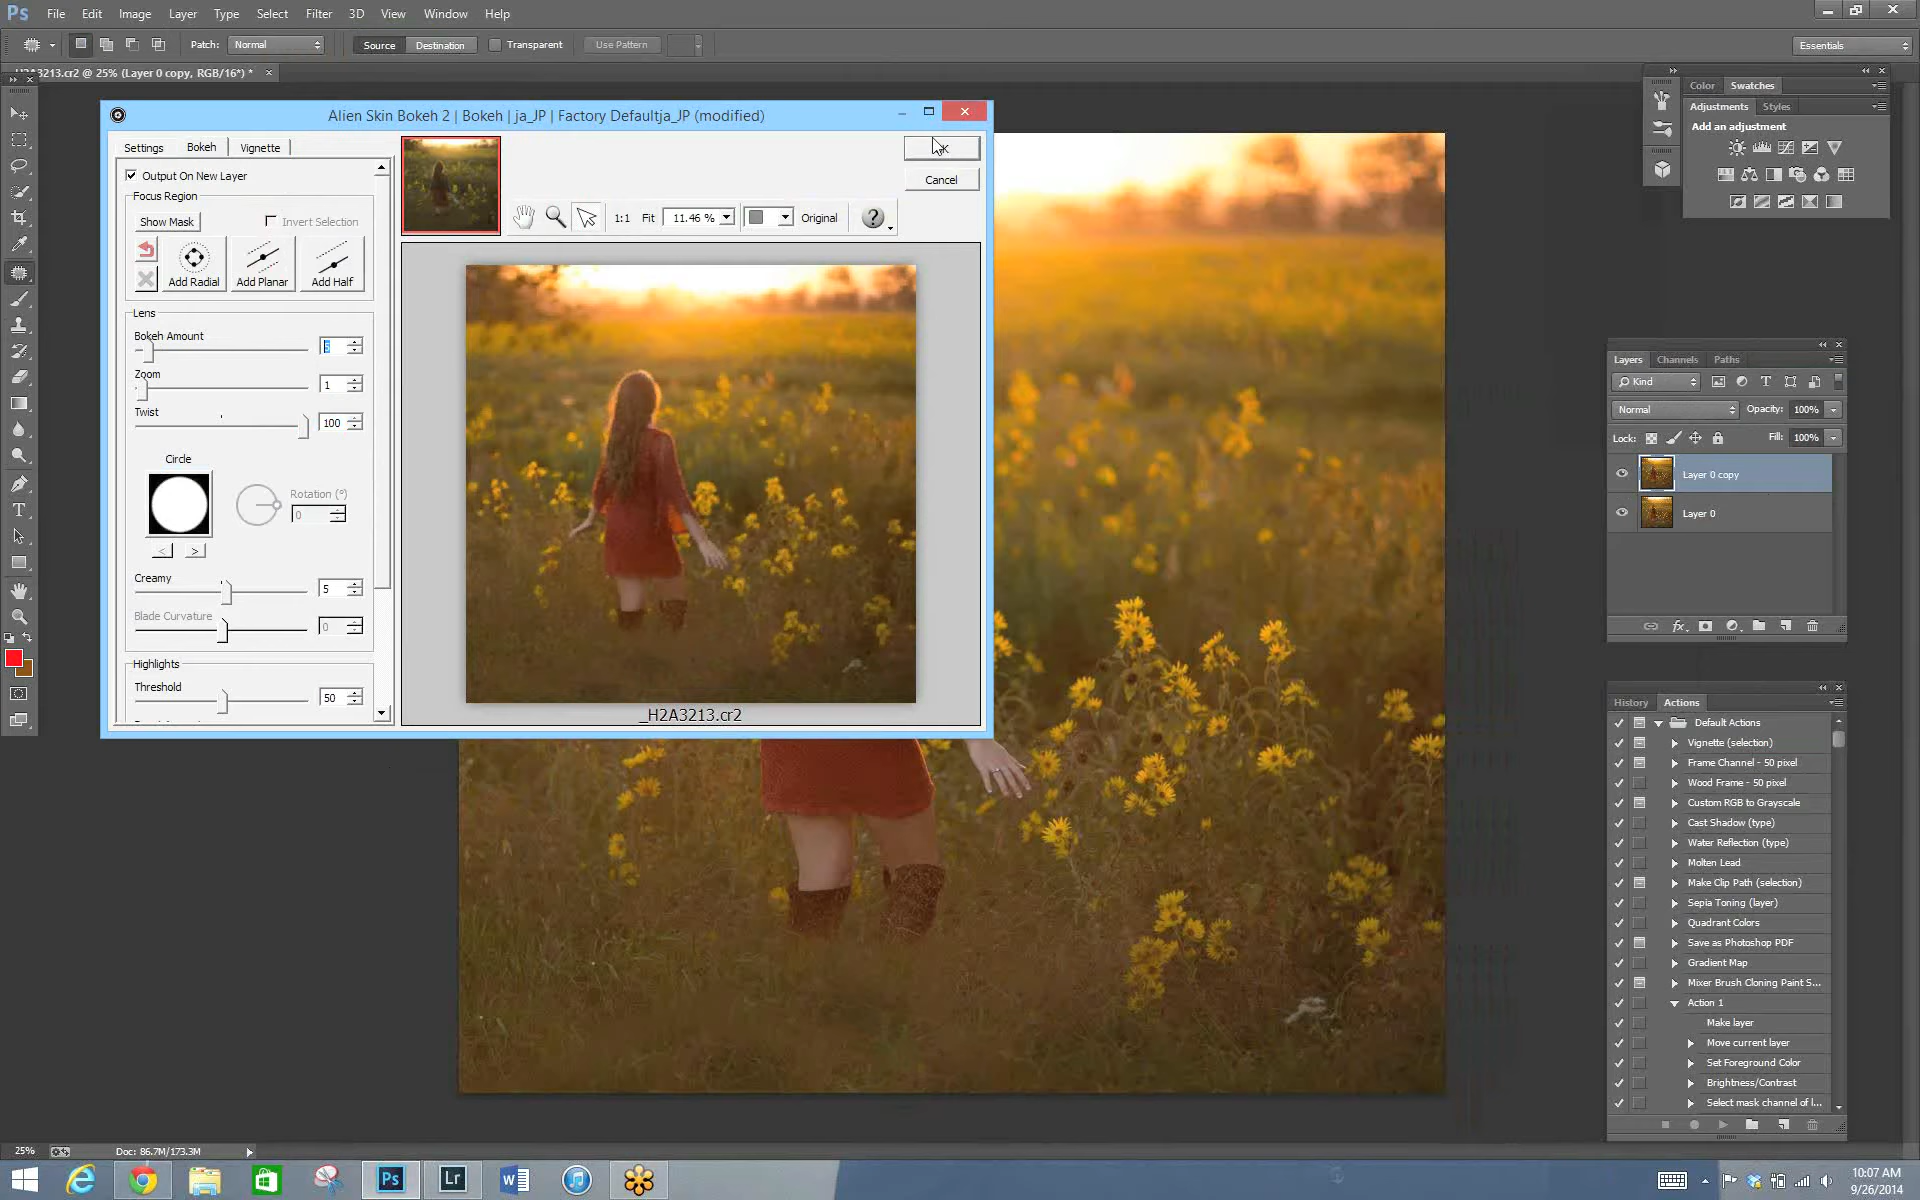 Ps File Edit Image Layer Type Select Filter 3D View Window Help
Patch: Normal Source Destination Transparent Use Pattern Essentials
H2A3213.cr2 @ 25% (Layer 0 copy, RGB/16*) *
Alien Skin Bokeh 2 | Bokeh | ja_JP | Factory Defaultja_JP (modified)
Settings Bokeh Vignette
Output On New Layer
Focus Region
Show Mask Invert Selection
Add Radial Add Planar Add Half
Lens
Bokeh Amount
5
Zoom
1
Twist
100
Circle
Rotation (°)
0
< >
Creamy
5
Blade Curvature
0
Highlights
Threshold
50
Cancel
1:1 Fit 11.46 % Original ?
_H2A3213.cr2
Color Swatches
Adjustments Styles
Add an adjustment
Layers Channels Paths
Kind
Normal Opacity: 100%
Lock: Fill: 100%
Layer 0 copy
Layer 0
fx
History Actions
Default Actions
Vignette (selection)
Frame Channel - 50 pixel
Wood Frame - 50 pixel
Custom RGB to Grayscale
Cast Shadow (type)
Water Reflection (type)
Molten Lead
Make Clip Path (selection)
Sepia Toning (layer)
Quadrant Colors
Save as Photoshop PDF
Gradient Map
Mixer Brush Cloning Paint S...
Action 1
Make layer
Move current layer
Set Foreground Color
Brightness/Contrast
Select mask channel of l...
25% Doc: 86.7M/173.3M
Ps Lr
10:07 AM
9/26/2014